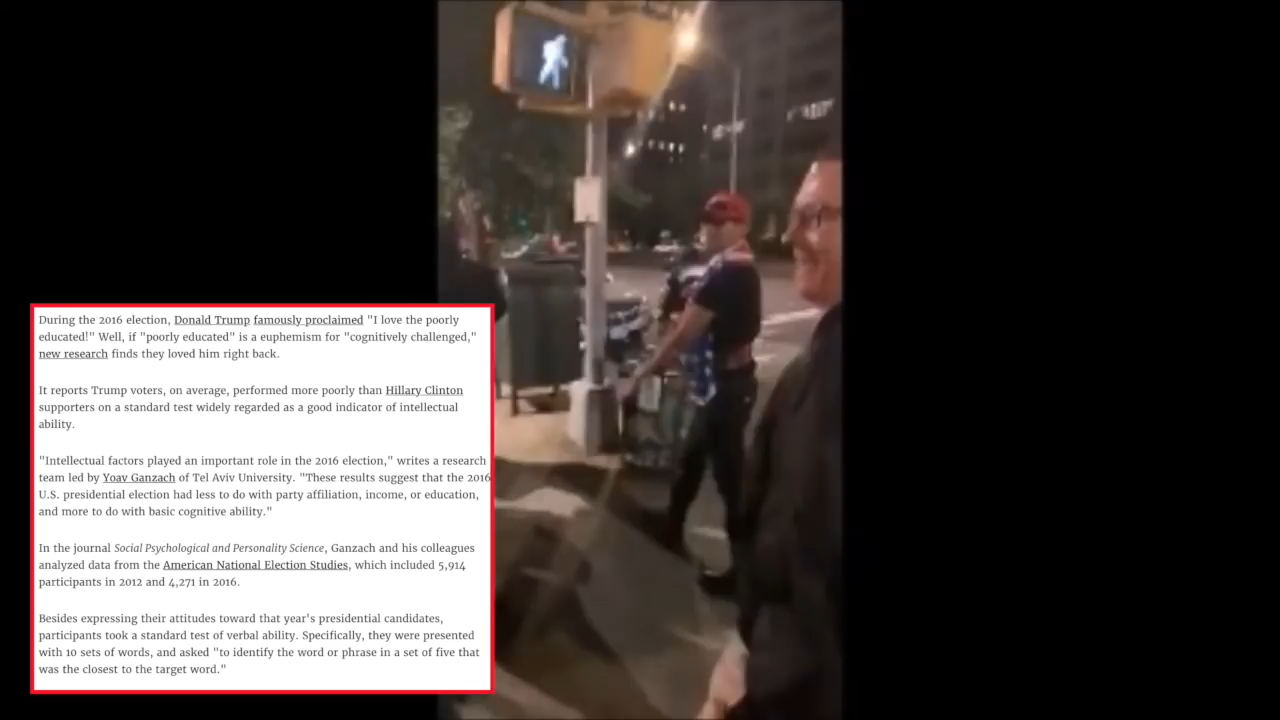 During the 2016 election, Donald Trump famously proclaimed "I love the poorly
educated!" Well, if "poorly educated" is a euphemism for "cognitively challenged,"
new research finds they loved him right back.
It reports Trump voters, on average, performed more poorly than Hillary Clinton
supporters on a standard test widely regarded as a good indicator of intellectual
ability.
"Intellectual factors played an important role in the 2016 election," writes a research
team led by Yoav Ganzach of Tel Aviv University. "These results suggest that the 2016
U.S. presidential election had less to do with party affiliation, income, or education,
and more to do with basic cognitive ability."
In the journal Social Psychological and Personality Science, Ganzach and his colleagues
analyzed data from the American National Election Studies, which included 5,914
participants in 2012 and 4,271 in 2016.
Besides expressing their attitudes toward that year's presidential candidates,
participants took a standard test of verbal ability. Specifically, they were presented
with 10 sets of words, and asked "to identify the word or phrase in a set of five that
was the closest to the target word."